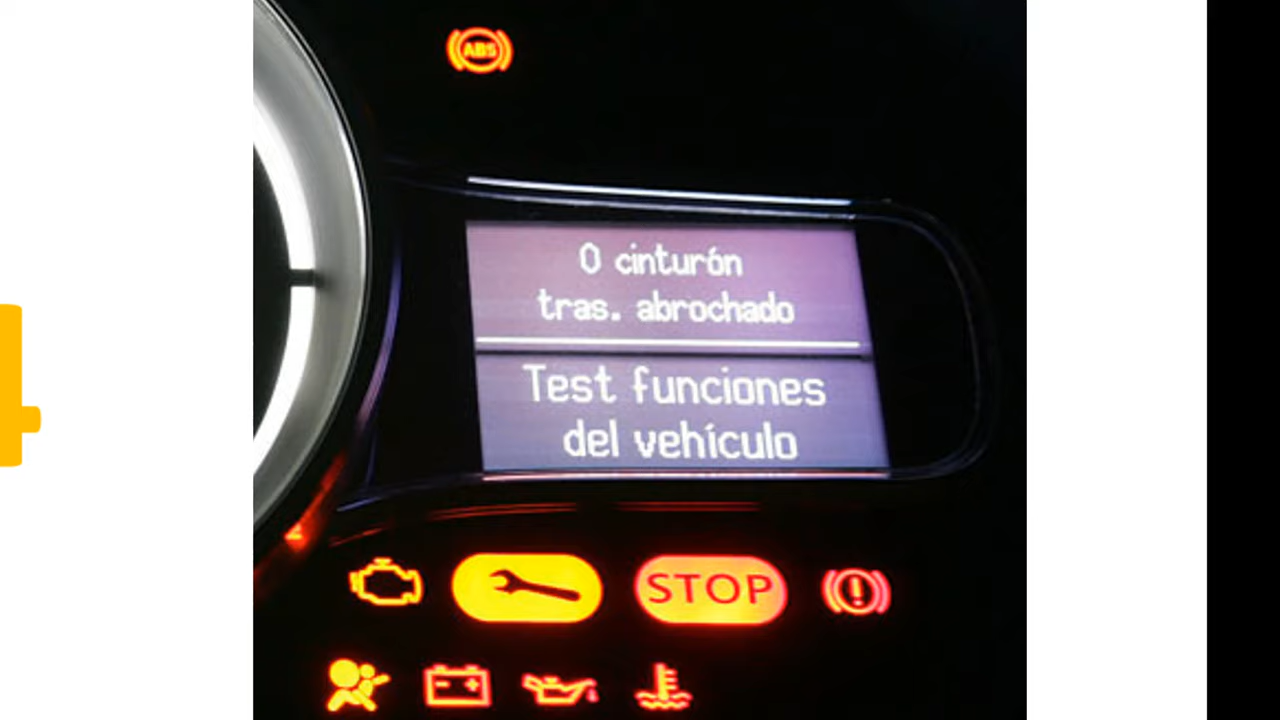 ABS
0 cinturón
tras. abrochado
Test funciones
del vehículo
STOP